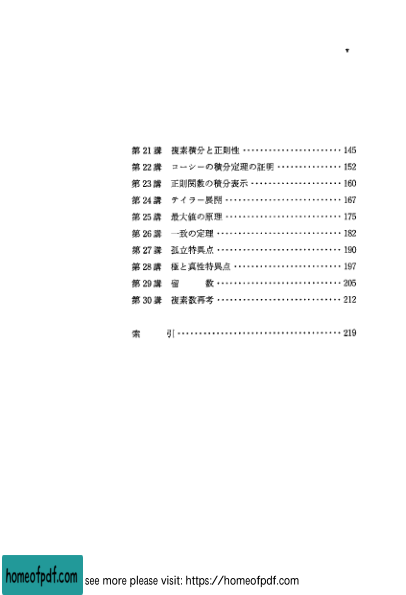 第 21 講 複素積分と正則性 ························ 145
第 22 講 コーシーの積分定理の証明 ················ 152
第 23 講 正則関数の積分表示 ······················ 160
第 24 講 テイラー展開 ···························· 167
第 25 講 最大値の原理 ···························· 175
第 26 講 一致の定理 ······························ 182
第 27 講 孤立特異点 ······························ 190
第 28 講 極と真性特異点 ·························· 197
第 29 講 留 数 ······························ 205
第 30 講 複素数再考 ······························ 212
索 引 ········································ 219
homeofpdf.com see more please visit: https://homeofpdf.com